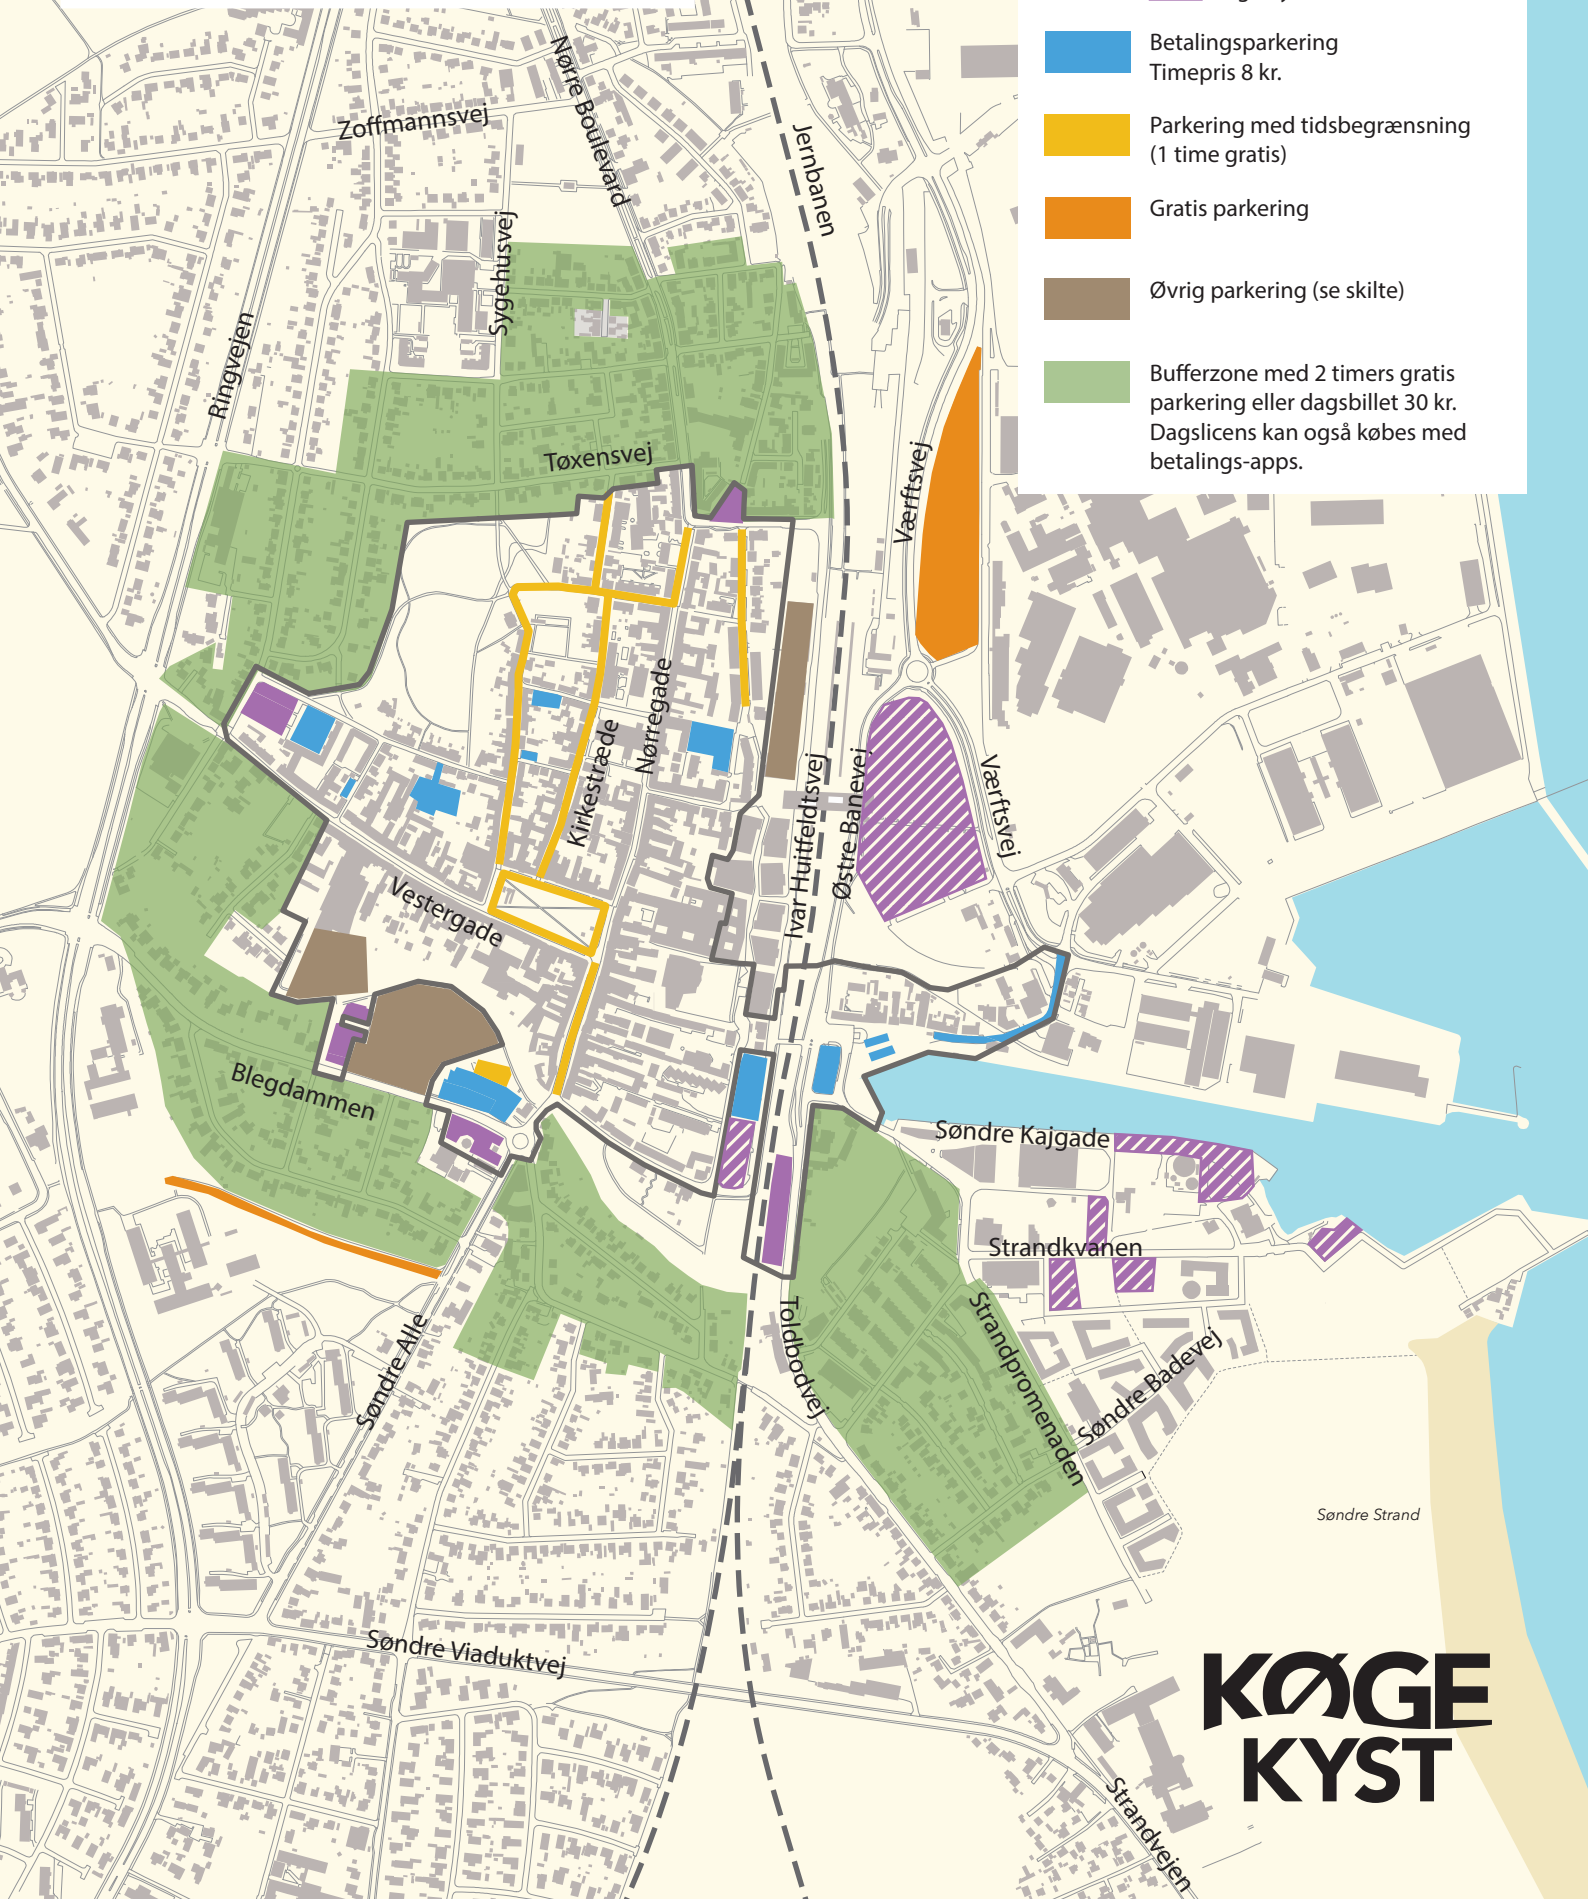 Betalingsparkering
Timepris 8 kr.
Parkering med tidsbegrænsning
(1 time gratis)
Gratis parkering
Øvrig parkering (se skilte)
Bufferzone med 2 timers gratis
parkering eller dagsbillet 30 kr.
Dagslicens kan også købes med
betalings-apps.
Nørre Boulevard
Zoffmannsvej
Jernbanen
Sygehusvej
Ringvejen
Tøxensvej
Værftsvej
Nørregade
Kirkestræde
Ivar Huitfeldtsvej
Østre Banevej
Værftsvej
Vestergade
Blegdammen
Søndre Kajgade
Strandkvanen
Søndre Alle
Toldbodvej
Strandpromenaden
Søndre Badevej
Søndre Strand
Søndre Viaduktvej
Strandvejen
KØGE
KYST